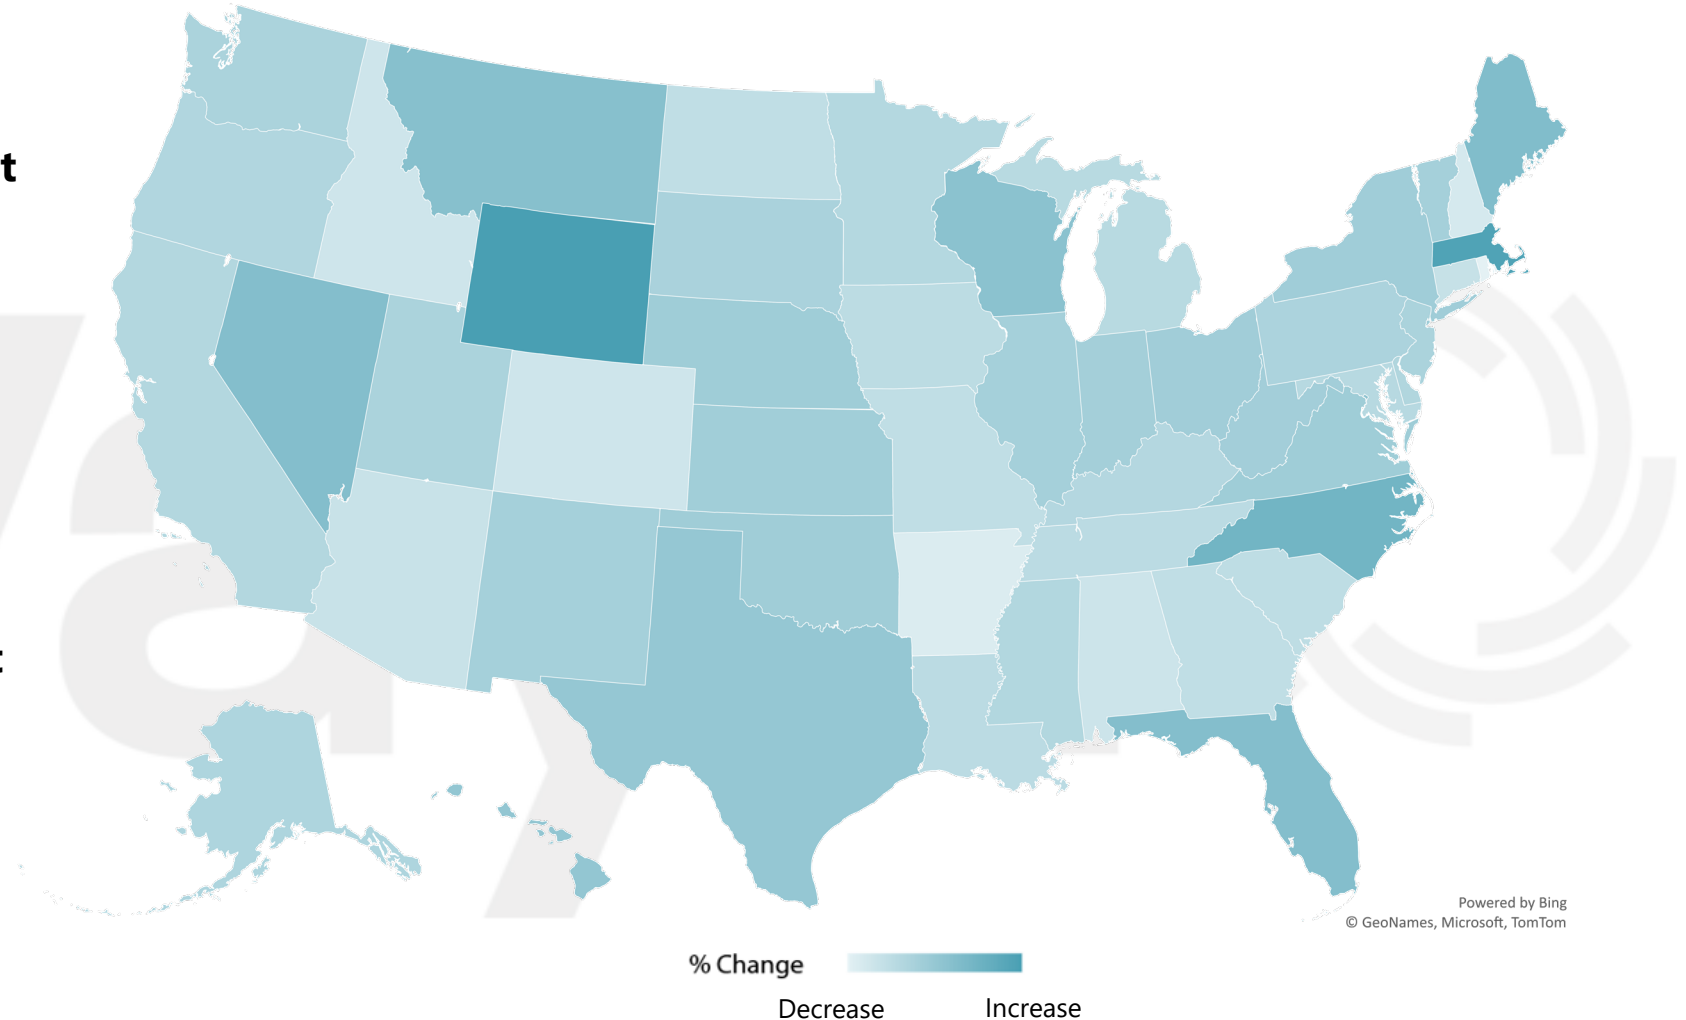 t
t
Powered by Bing
© GeoNames, Microsoft, TomTom
% Change
Decrease
Increase